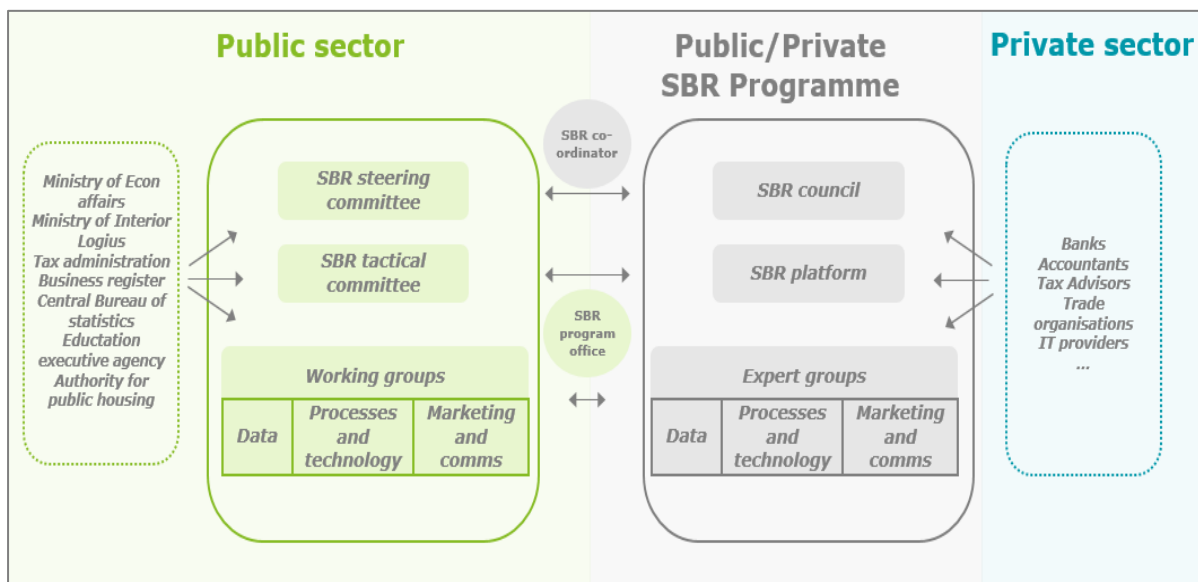 Public sector
Public/Private
SBR Programme
Private sector
Ministry of Econ
affairs
Ministry of Interior
Logius
Tax administration
Business register
Central Bureau of
statistics
Eductation
executive agency
Authority for
public housing
SBR steering
committee
SBR tactical
committee
Working groups
Data
Processes
and
technology
Marketing
and
comms
SBR co-
ordinator
SBR
program
office
SBR council
SBR platform
Expert groups
Data
Processes
and
technology
Marketing
and
comms
Banks
Accountants
Tax Advisors
Trade
organisations
IT providers
...